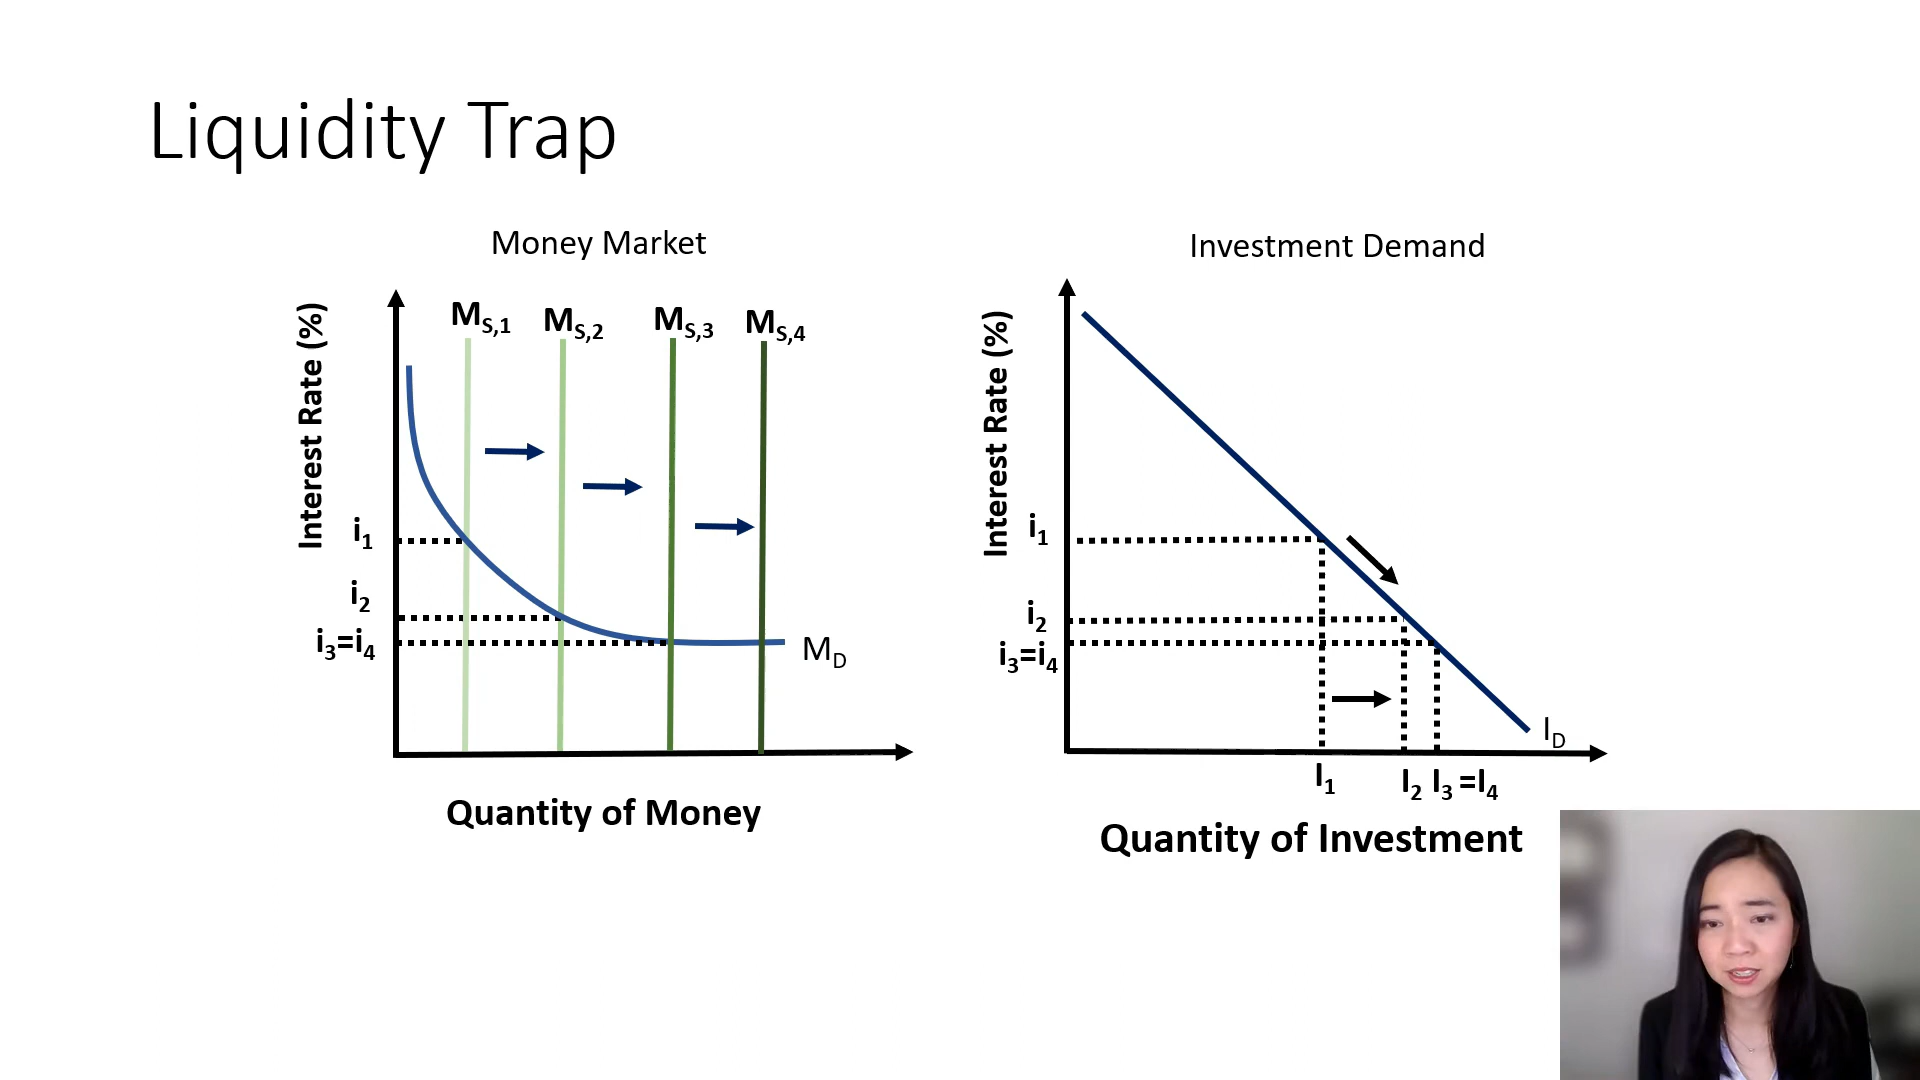 Liquidity Trap
Money Market
Interest Rate (%)
M_S,1 M_S,2 M_S,3 M_S,4
i_1
i_2
i_3=i_4
M_D
Quantity of Money
Investment Demand
Interest Rate (%)
i_1
i_2
i_3=i_4
I_D
I_1 I_2 I_3 =I_4
Quantity of Investment